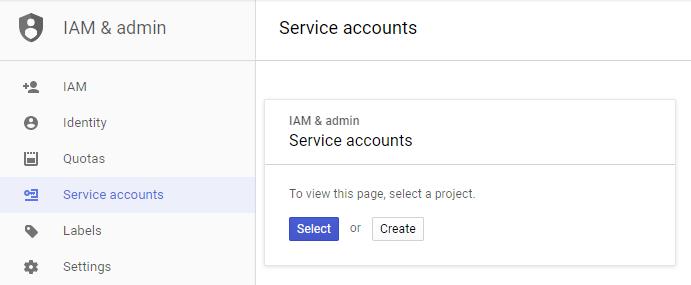 IAM & admin
Service accounts
IAM
Identity
Quotas
Service accounts
Labels
Settings
IAM & admin
Service accounts
To view this page, select a project.
Select or Create